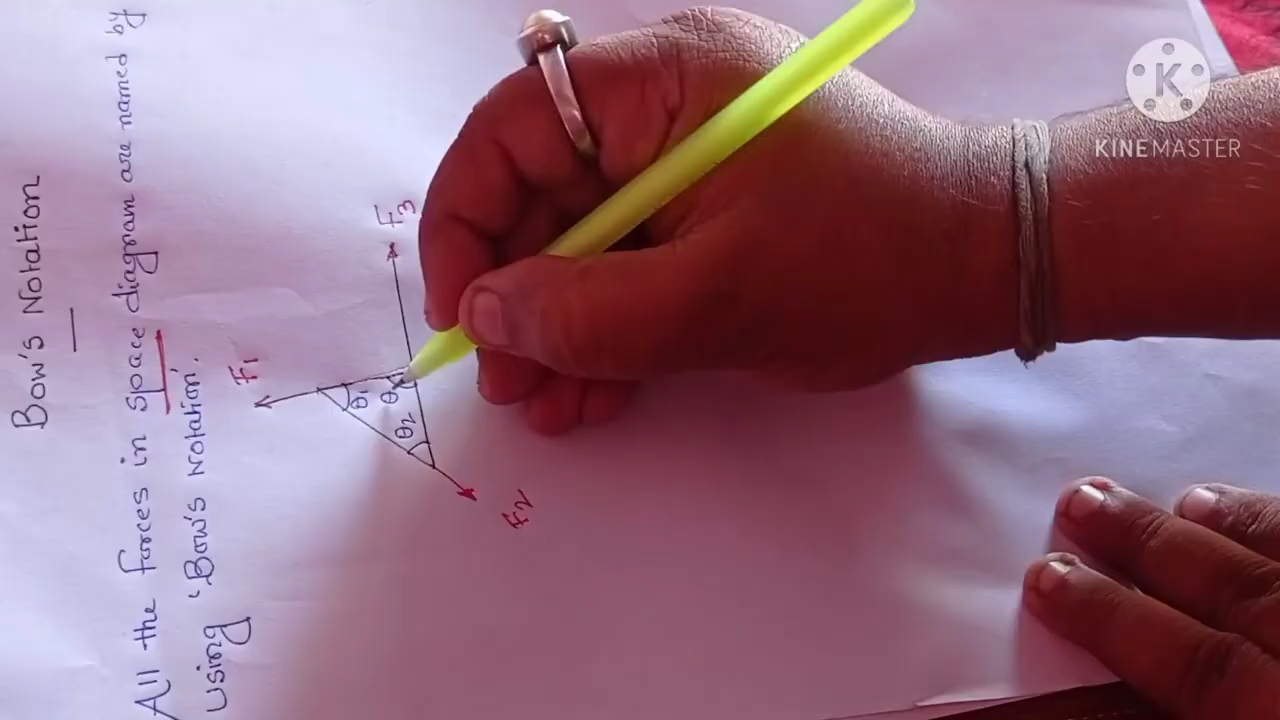 Bow's Notation
All the forces in space diagram are named by
using 'Bow's Notation'.
F1
F3
θ1
θ2
F2
K
KINEMASTER